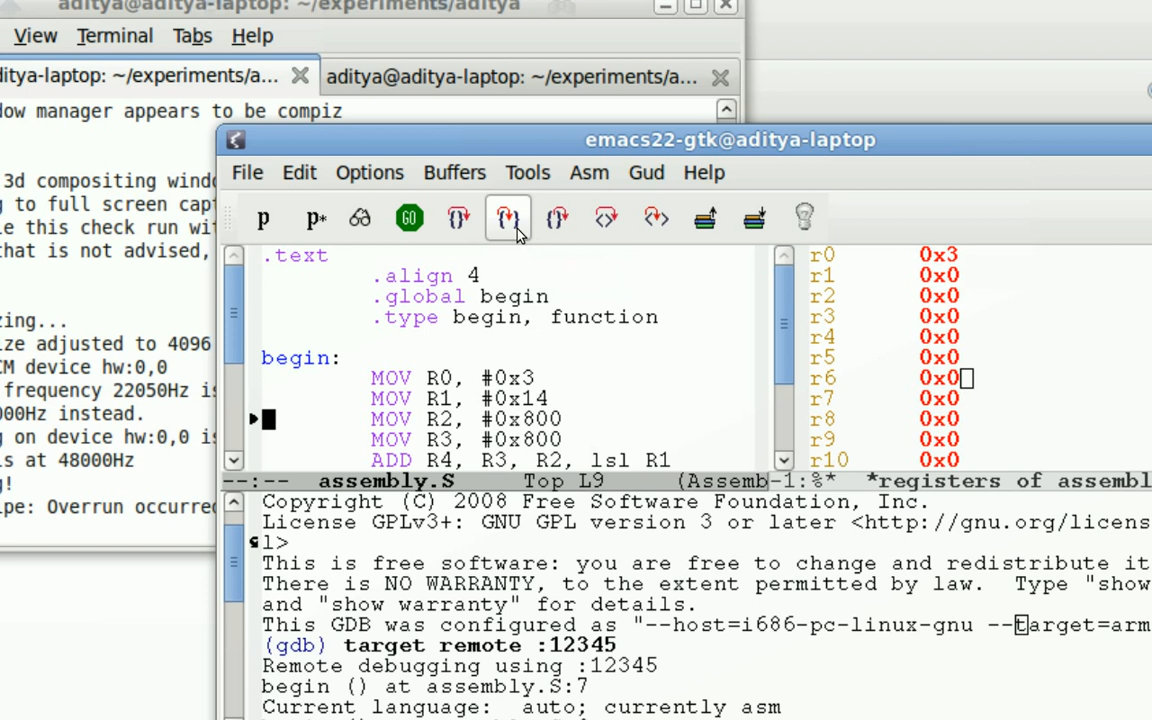 aditya@aditya-laptop: ~/experiments/aditya
View Terminal Tabs Help
ditya-laptop: ~/experiments/a... aditya@aditya-laptop: ~/experiments/a...
dow manager appears to be compiz
emacs22-gtk@aditya-laptop
File Edit Options Buffers Tools Asm Gud Help
3d compositing windo
g to full screen capt
le this check run wit
that is not advised,
zing...
ize adjusted to 4096
CM device hw:0,0
frequency 22050Hz is
000Hz instead.
g on device hw:0,0 is
is at 48000Hz
g!
ipe: Overrun occurred
p p* GO
.text
.align 4
.global begin
.type begin, function
begin:
MOV R0, #0x3
MOV R1, #0x14
MOV R2, #0x800
MOV R3, #0x800
ADD R4, R3, R2, lsl R1
r0 0x3
r1 0x0
r2 0x0
r3 0x0
r4 0x0
r5 0x0
r6 0x0
r7 0x0
r8 0x0
r9 0x0
r10 0x0
--:-- assembly.S Top L9 (Assemb-1:%* *registers of assembl
Copyright (C) 2008 Free Software Foundation, Inc.
License GPLv3+: GNU GPL version 3 or later <http://gnu.org/licens
l>
This is free software: you are free to change and redistribute it
There is NO WARRANTY, to the extent permitted by law. Type "show
and "show warranty" for details.
This GDB was configured as "--host=i686-pc-linux-gnu --target=arm
(gdb) target remote :12345
Remote debugging using :12345
begin () at assembly.S:7
Current language: auto; currently asm